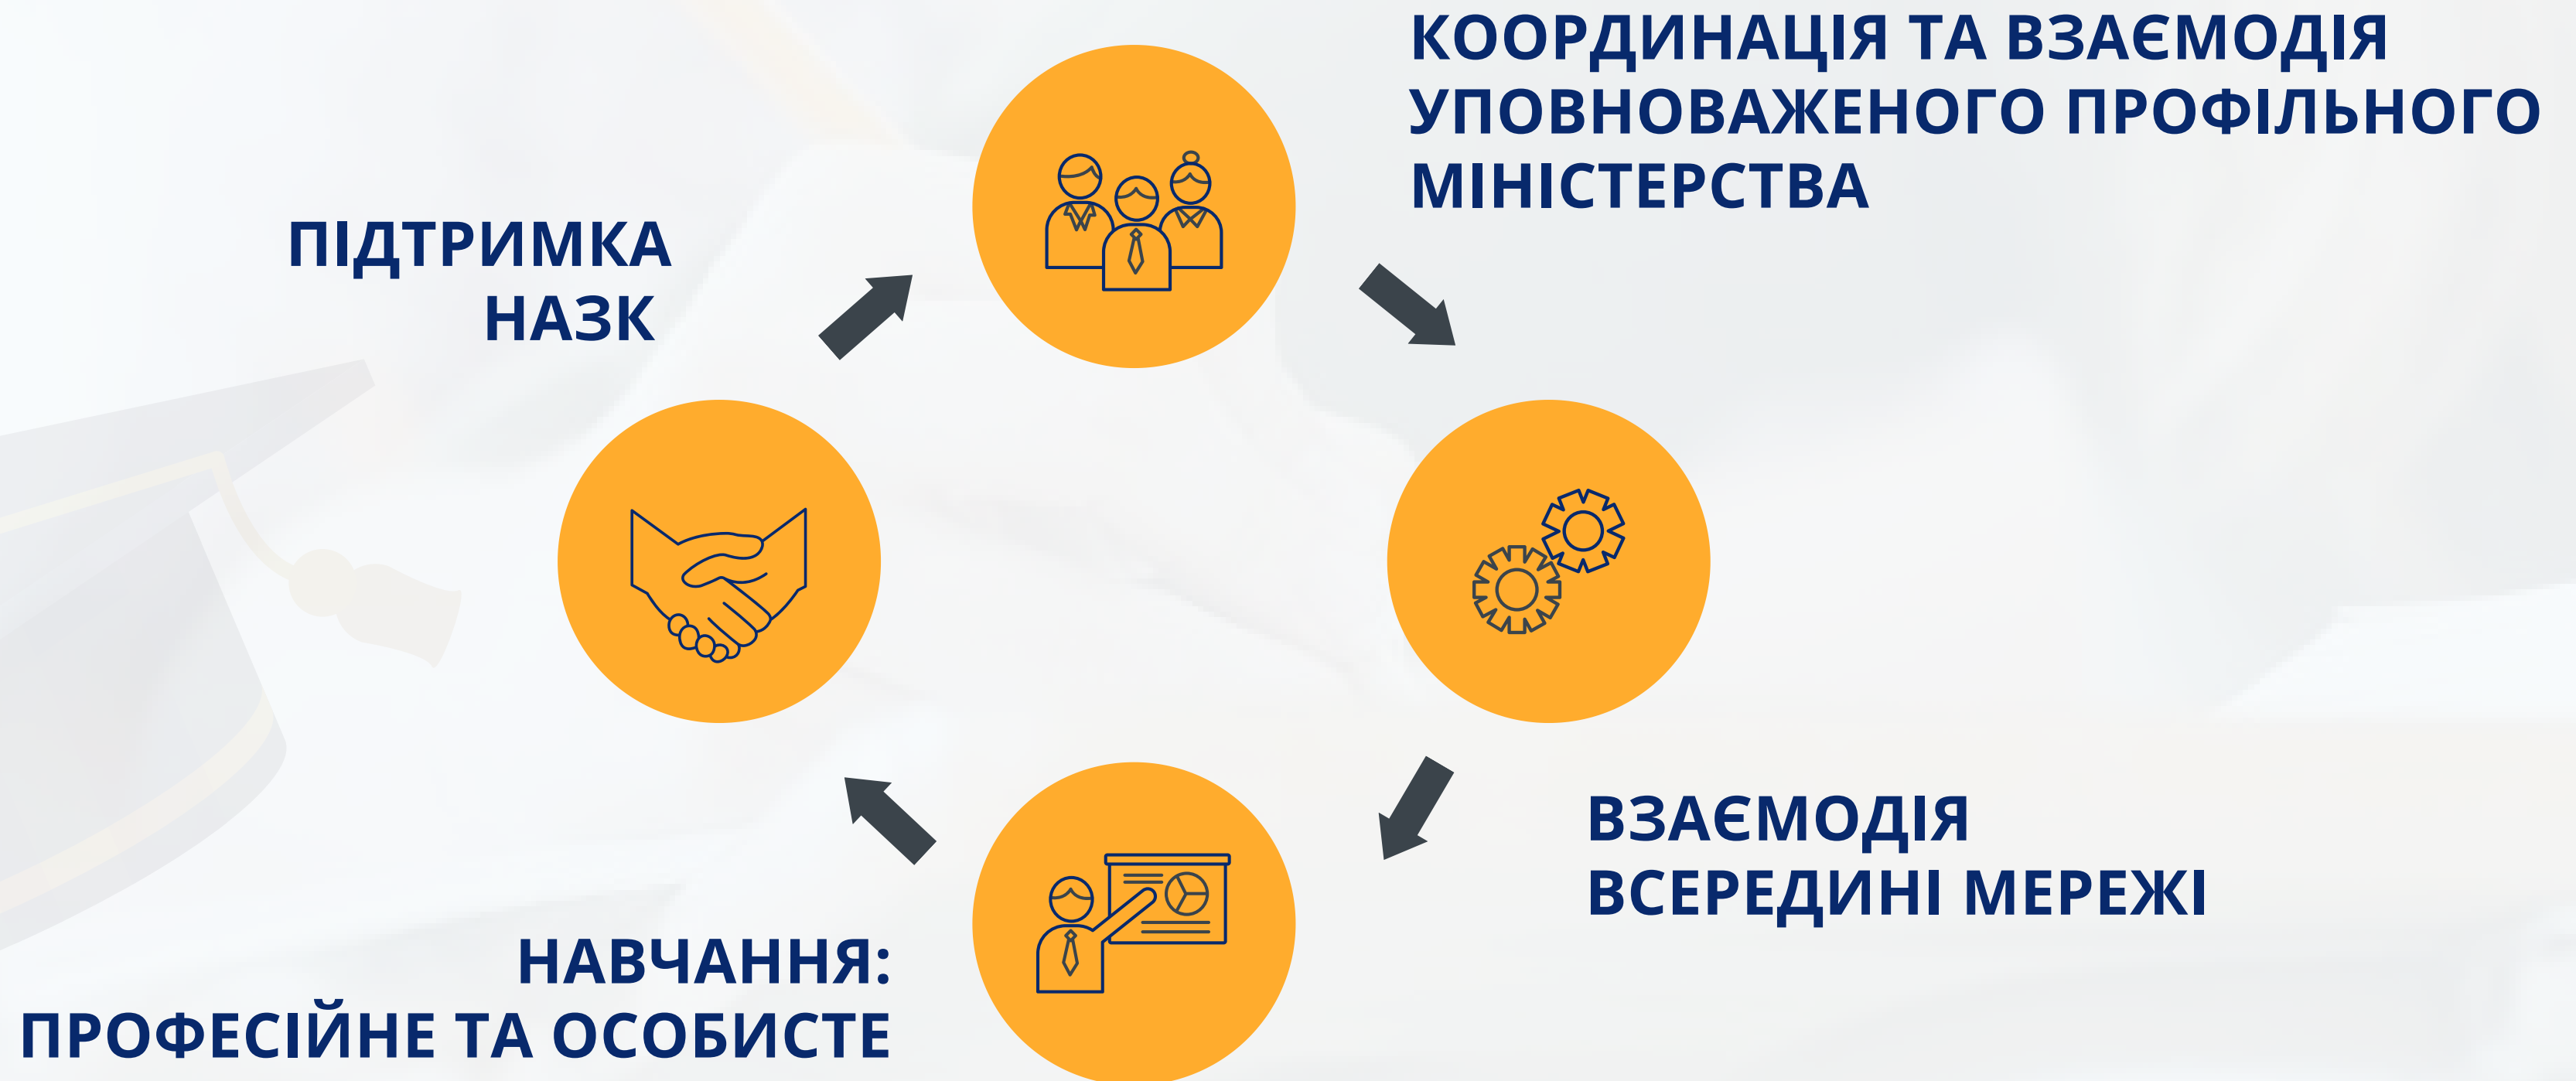 КООРДИНАЦІЯ ТА ВЗАЄМОДІЯ
УПОВНОВАЖЕНОГО ПРОФІЛЬНОГО
МІНІСТЕРСТВА
ПІДТРИМКА
НАЗК
ВЗАЄМОДІЯ
ВСЕРЕДИНІ МЕРЕЖІ
НАВЧАННЯ:
ПРОФЕСІЙНЕ ТА ОСОБИСТЕ